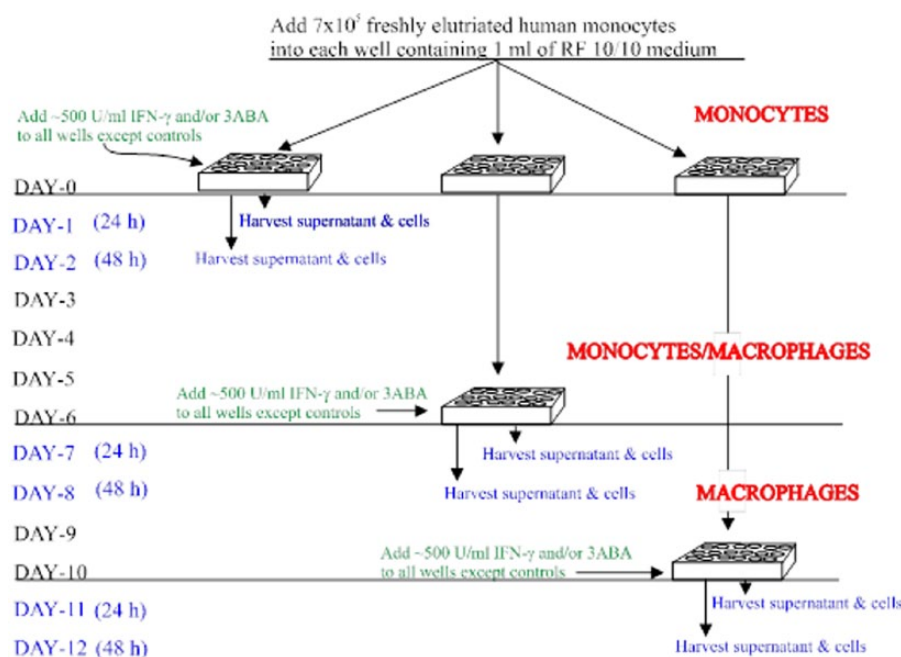 Add 7x10⁵ freshly elutriated human monocytes
into each well containing 1 ml of RF 10/10 medium
Add ~500 U/ml IFN-γ and/or 3ABA
to all wells except controls
MONOCYTES
DAY-0
DAY-1 (24 h)
Harvest supernatant & cells
DAY-2 (48 h)
Harvest supernatant & cells
DAY-3
DAY-4
MONOCYTES/MACROPHAGES
DAY-5
Add ~500 U/ml IFN-γ and/or 3ABA
to all wells except controls
DAY-6
DAY-7 (24 h)
Harvest supernatant & cells
DAY-8 (48 h)
Harvest supernatant & cells
MACROPHAGES
DAY-9
Add ~500 U/ml IFN-γ and/or 3ABA
to all wells except controls
DAY-10
DAY-11 (24 h)
Harvest supernatant & cells
DAY-12 (48 h)
Harvest supernatant & cells